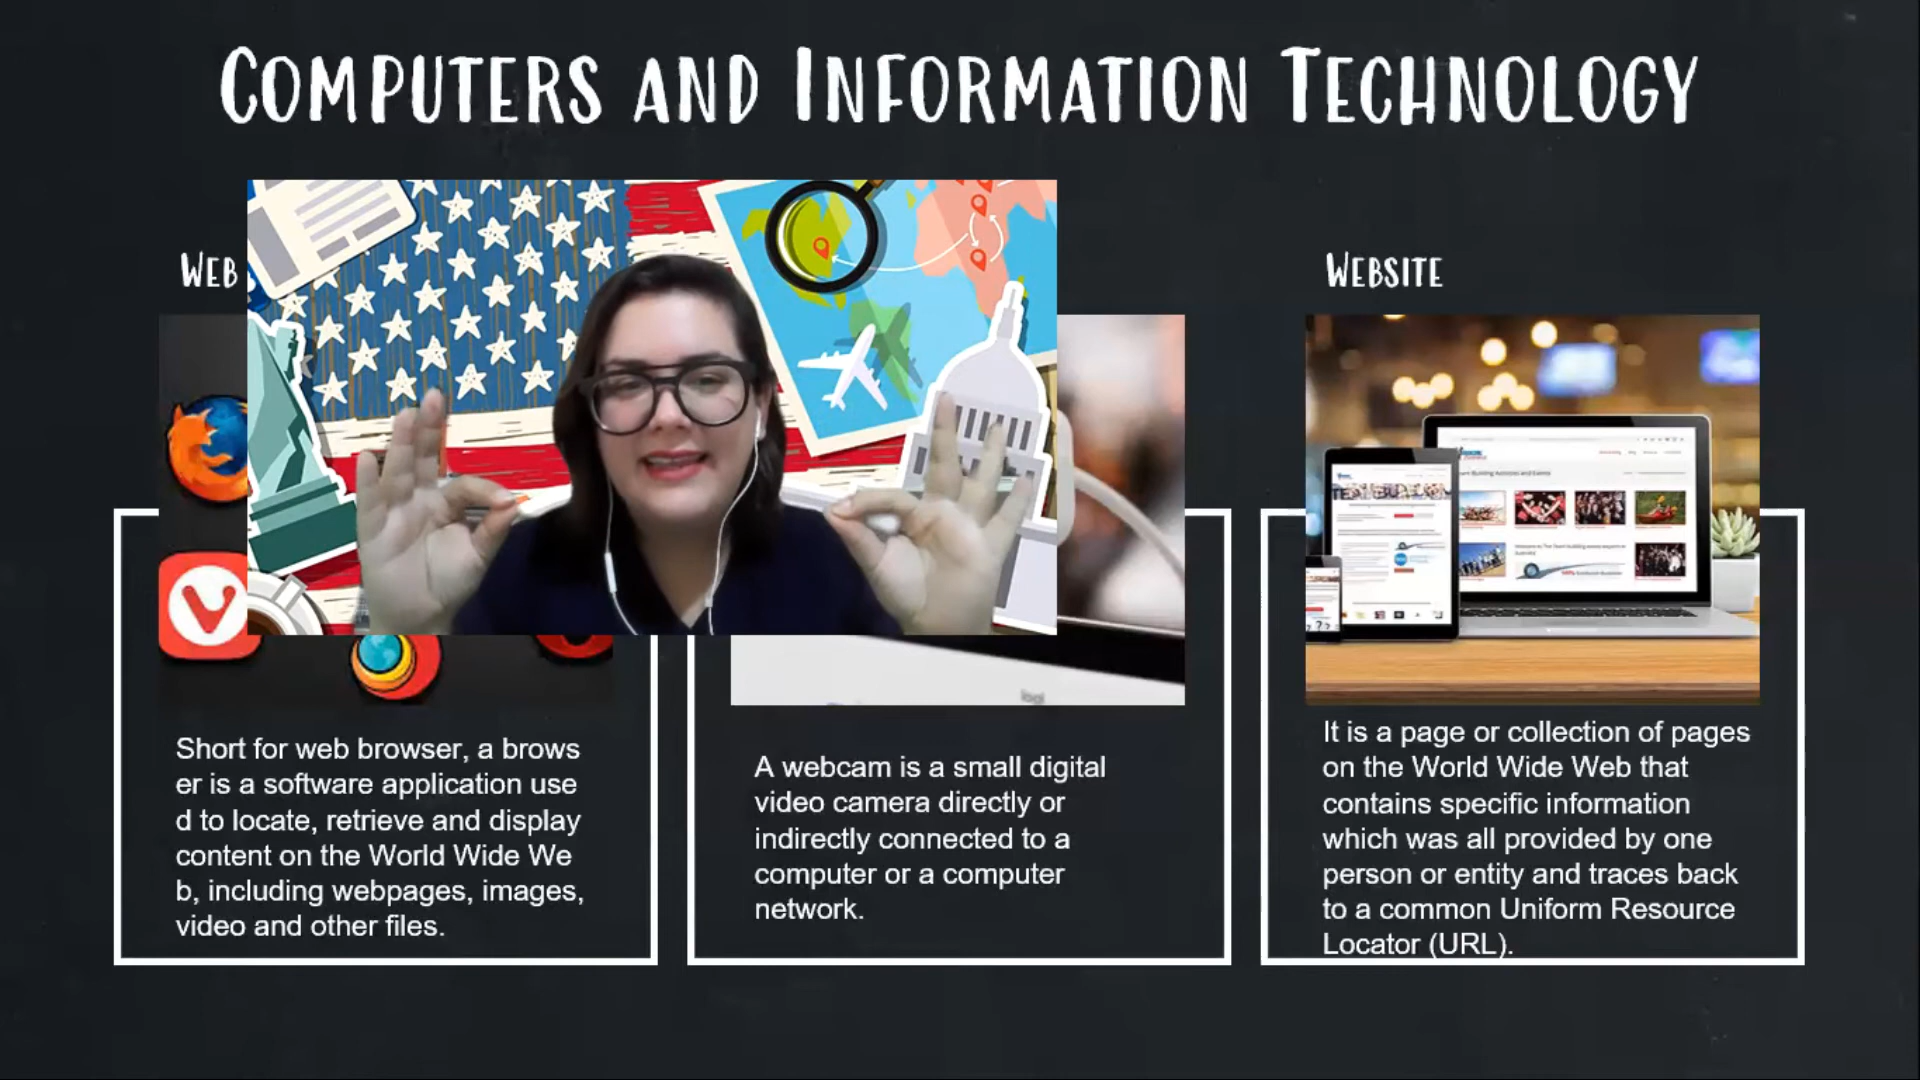 COMPUTERS AND INFORMATION TECHNOLOGY
WEB
WEBSITE
Short for web browser, a brows
er is a software application use
d to locate, retrieve and display
content on the World Wide We
b, including webpages, images,
video and other files.
logi
A webcam is a small digital
video camera directly or
indirectly connected to a
computer or a computer
network.
It is a page or collection of pages
on the World Wide Web that
contains specific information
which was all provided by one
person or entity and traces back
to a common Uniform Resource
Locator (URL).